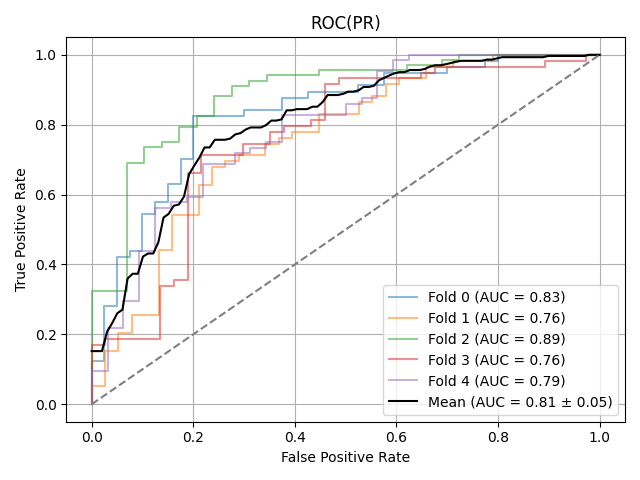 ROC(PR)
True Positive Rate
1.0
0.8
0.6
0.4
0.2
0.0
Fold 0 (AUC = 0.83)
Fold 1 (AUC = 0.76)
Fold 2 (AUC = 0.89)
Fold 3 (AUC = 0.76)
Fold 4 (AUC = 0.79)
Mean (AUC = 0.81 ± 0.05)
0.0 0.2 0.4 0.6 0.8 1.0
False Positive Rate